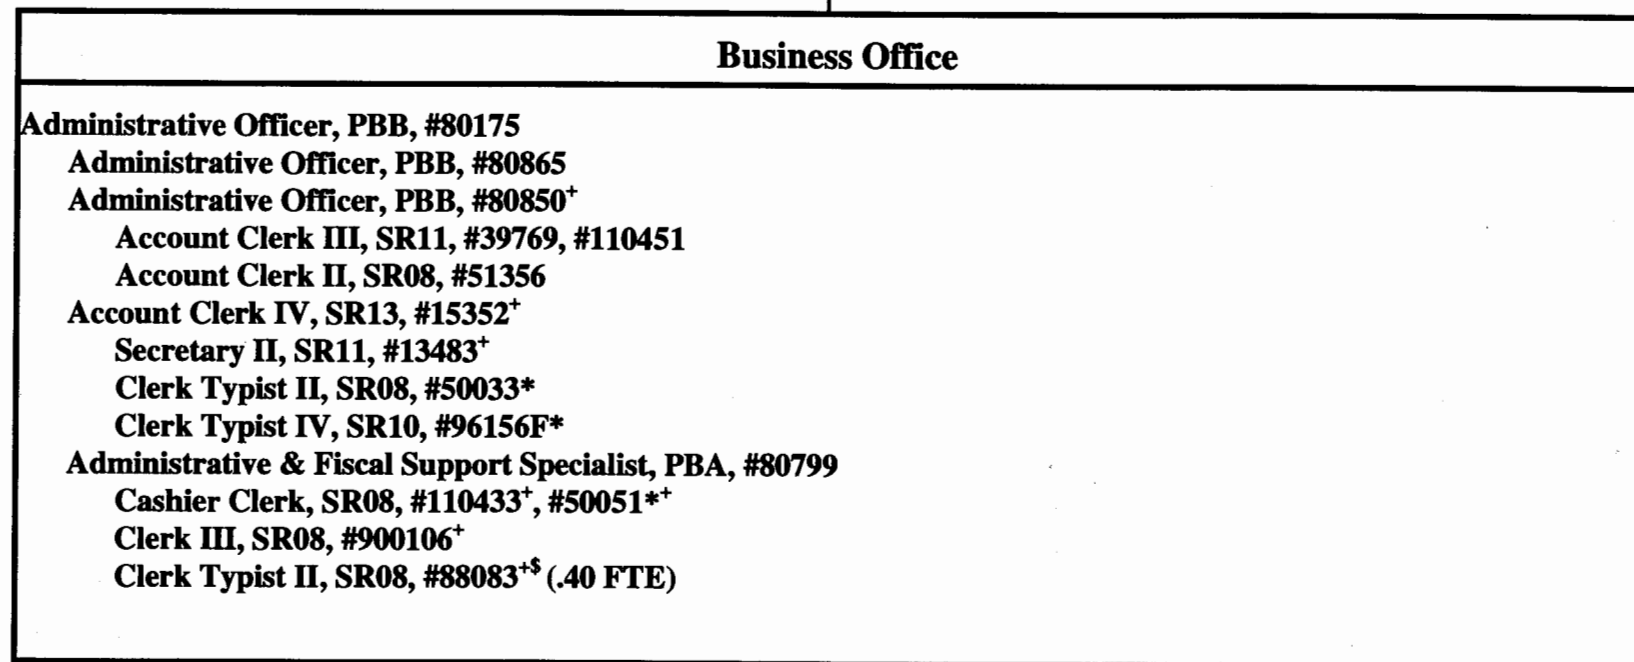 Business Office
Administrative Officer, PBB, #80175
Administrative Officer, PBB, #80865
Administrative Officer, PBB, #80850+
Account Clerk III, SR11, #39769, #110451
Account Clerk II, SR08, #51356
Account Clerk IV, SR13, #15352+
Secretary II, SR11, #13483+
Clerk Typist II, SR08, #50033*
Clerk Typist IV, SR10, #96156F*
Administrative & Fiscal Support Specialist, PBA, #80799
Cashier Clerk, SR08, #110433+, #50051*+
Clerk III, SR08, #900106+
Clerk Typist II, SR08, #88083+$ (.40 FTE)